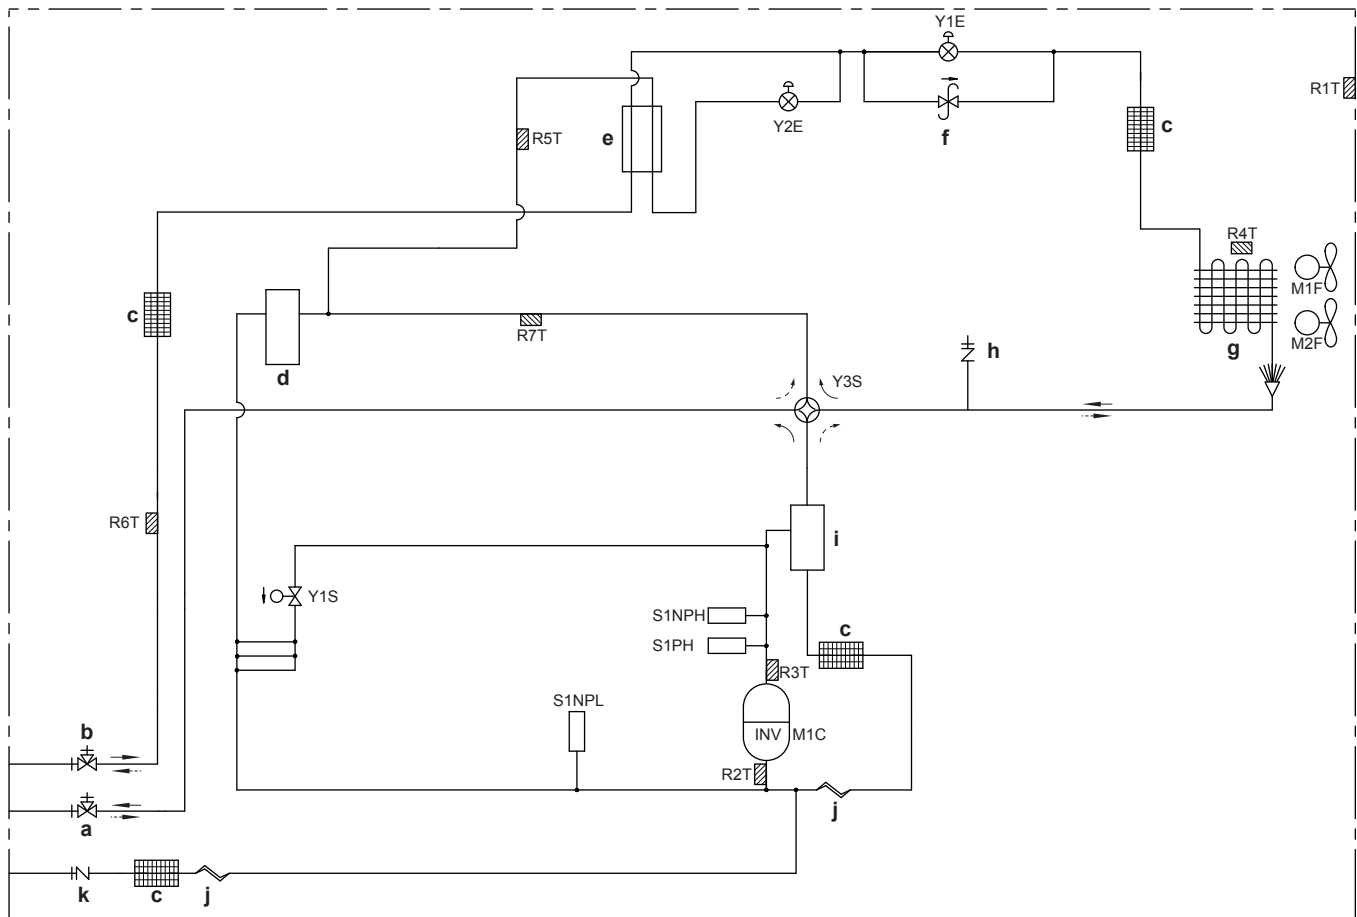 Y1E
R1T
Y2E
f
c
R5T
e
R4T
M1F
c
R7T
M2F
g
h
d
Y3S
R6T
i
Y1S
S1NPH
c
S1PH
R3T
S1NPL
b
INV
M1C
R2T
a
j
k
c
j